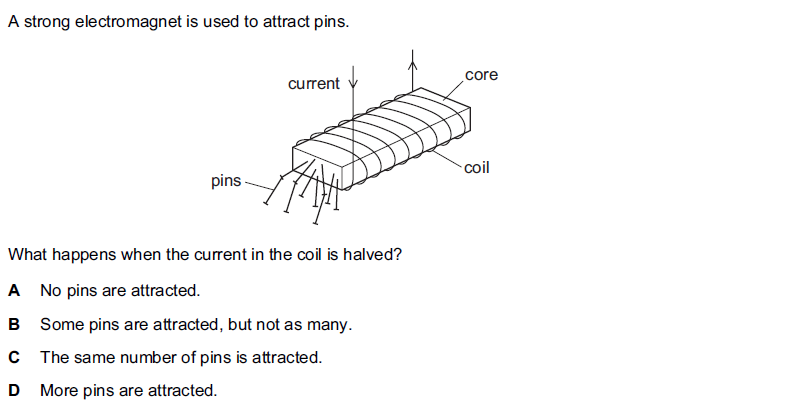 A strong electromagnet is used to attract pins.
current
core
coil
pins
What happens when the current in the coil is halved?
A No pins are attracted.
B Some pins are attracted, but not as many.
C The same number of pins is attracted.
D More pins are attracted.